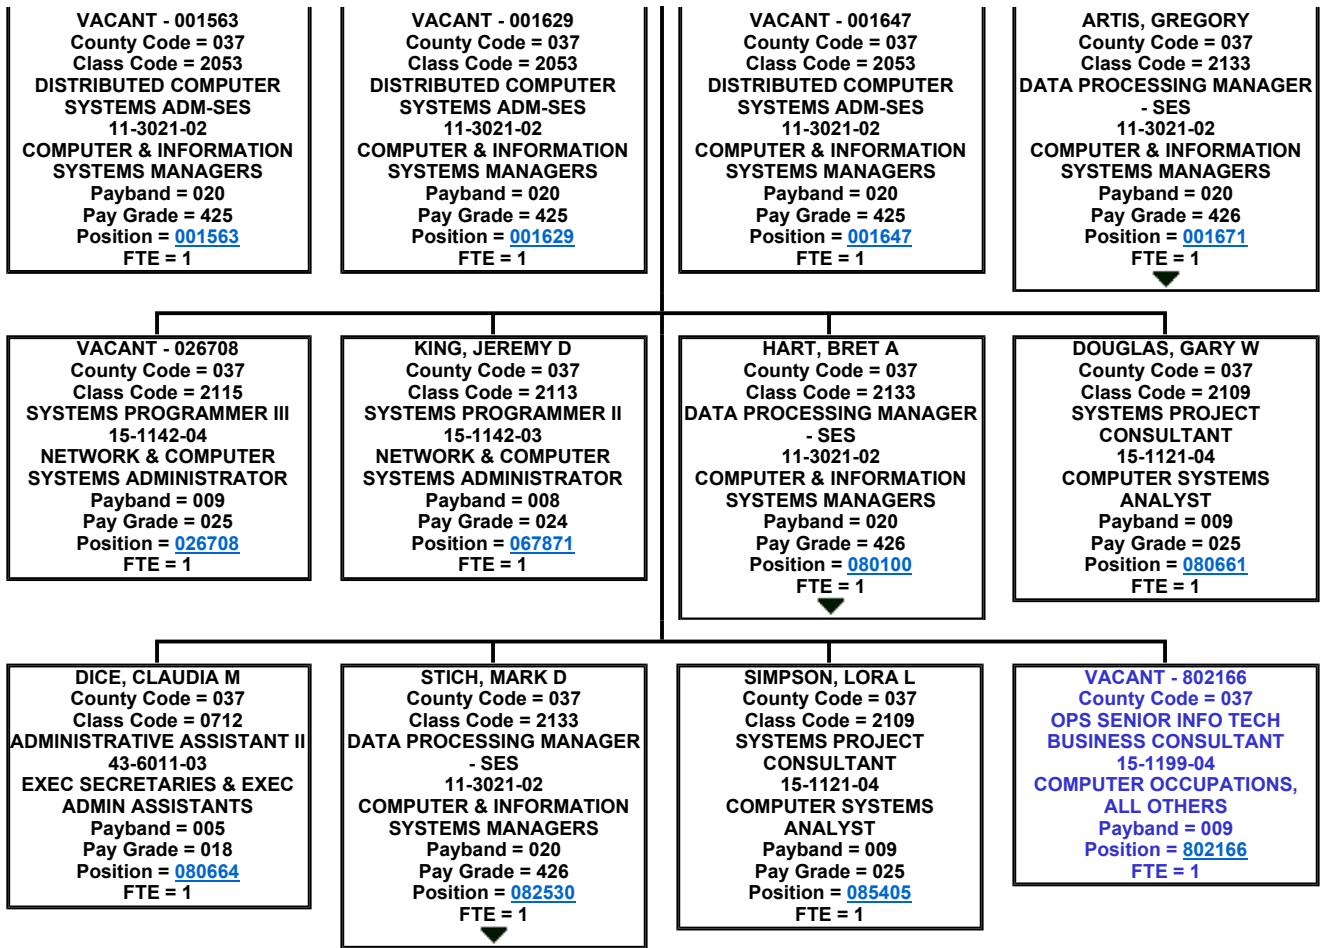 VACANT - 001563
County Code = 037
Class Code = 2053
DISTRIBUTED COMPUTER
SYSTEMS ADM-SES
11-3021-02
COMPUTER & INFORMATION
SYSTEMS MANAGERS
Payband = 020
Pay Grade = 425
Position = 001563
FTE = 1
VACANT - 001629
County Code = 037
Class Code = 2053
DISTRIBUTED COMPUTER
SYSTEMS ADM-SES
11-3021-02
COMPUTER & INFORMATION
SYSTEMS MANAGERS
Payband = 020
Pay Grade = 425
Position = 001629
FTE = 1
VACANT - 001647
County Code = 037
Class Code = 2053
DISTRIBUTED COMPUTER
SYSTEMS ADM-SES
11-3021-02
COMPUTER & INFORMATION
SYSTEMS MANAGERS
Payband = 020
Pay Grade = 425
Position = 001647
FTE = 1
ARTIS, GREGORY
County Code = 037
Class Code = 2133
DATA PROCESSING MANAGER
- SES
11-3021-02
COMPUTER & INFORMATION
SYSTEMS MANAGERS
Payband = 020
Pay Grade = 426
Position = 001671
FTE = 1
VACANT - 026708
County Code = 037
Class Code = 2115
SYSTEMS PROGRAMMER III
15-1142-04
NETWORK & COMPUTER
SYSTEMS ADMINISTRATOR
Payband = 009
Pay Grade = 025
Position = 026708
FTE = 1
KING, JEREMY D
County Code = 037
Class Code = 2113
SYSTEMS PROGRAMMER II
15-1142-03
NETWORK & COMPUTER
SYSTEMS ADMINISTRATOR
Payband = 008
Pay Grade = 024
Position = 067871
FTE = 1
HART, BRET A
County Code = 037
Class Code = 2133
DATA PROCESSING MANAGER
- SES
11-3021-02
COMPUTER & INFORMATION
SYSTEMS MANAGERS
Payband = 020
Pay Grade = 426
Position = 080100
FTE = 1
DOUGLAS, GARY W
County Code = 037
Class Code = 2109
SYSTEMS PROJECT
CONSULTANT
15-1121-04
COMPUTER SYSTEMS
ANALYST
Payband = 009
Pay Grade = 025
Position = 080661
FTE = 1
DICE, CLAUDIA M
County Code = 037
Class Code = 0712
ADMINISTRATIVE ASSISTANT II
43-6011-03
EXEC SECRETARIES & EXEC
ADMIN ASSISTANTS
Payband = 005
Pay Grade = 018
Position = 080664
FTE = 1
STICH, MARK D
County Code = 037
Class Code = 2133
DATA PROCESSING MANAGER
- SES
11-3021-02
COMPUTER & INFORMATION
SYSTEMS MANAGERS
Payband = 020
Pay Grade = 426
Position = 082530
FTE = 1
SIMPSON, LORA L
County Code = 037
Class Code = 2109
SYSTEMS PROJECT
CONSULTANT
15-1121-04
COMPUTER SYSTEMS
ANALYST
Payband = 009
Pay Grade = 025
Position = 085405
FTE = 1
VACANT - 802166
County Code = 037
OPS SENIOR INFO TECH
BUSINESS CONSULTANT
15-1199-04
COMPUTER OCCUPATIONS,
ALL OTHERS
Payband = 009
Position = 802166
FTE = 1